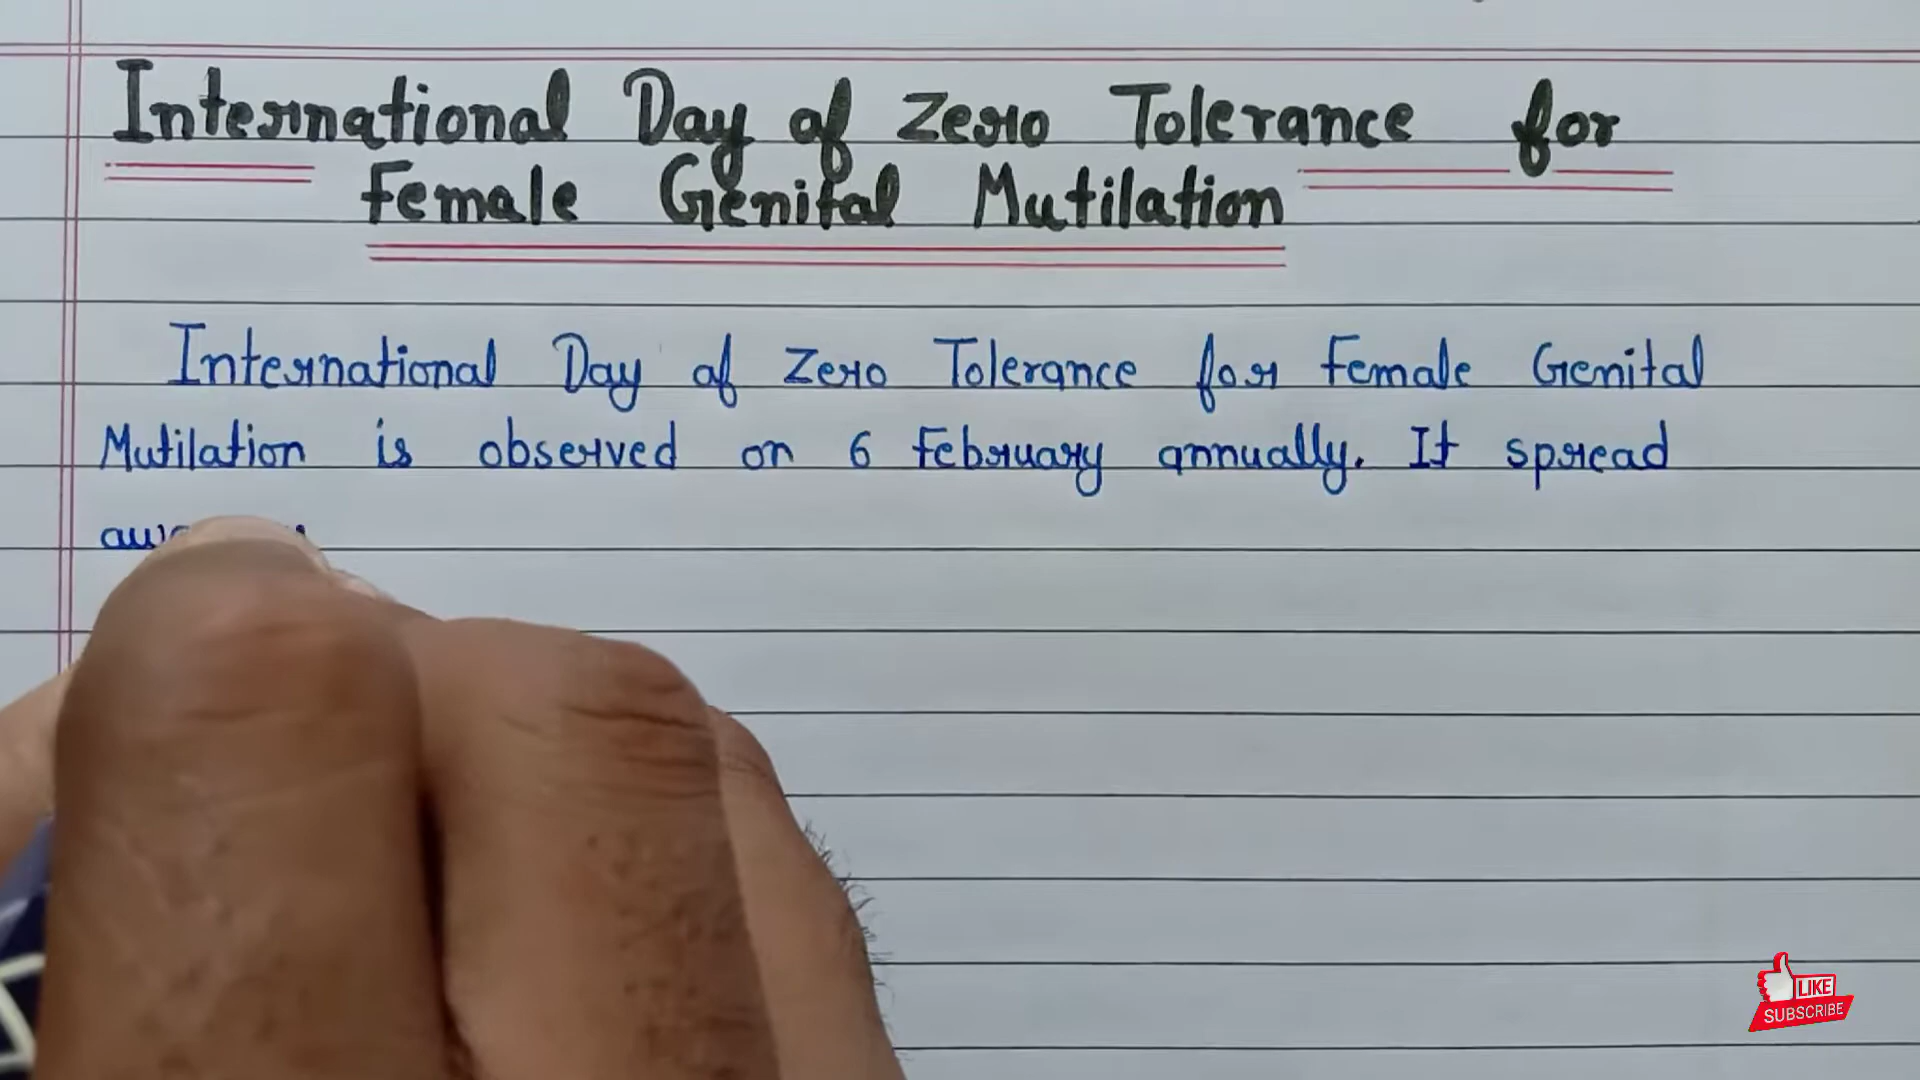 International Day of Zero Tolerance for
Female Genital Mutilation
International Day of Zero Tolerance for Female Genital
Mutilation is observed on 6 February annually. It spread
LIKE
SUBSCRIBE